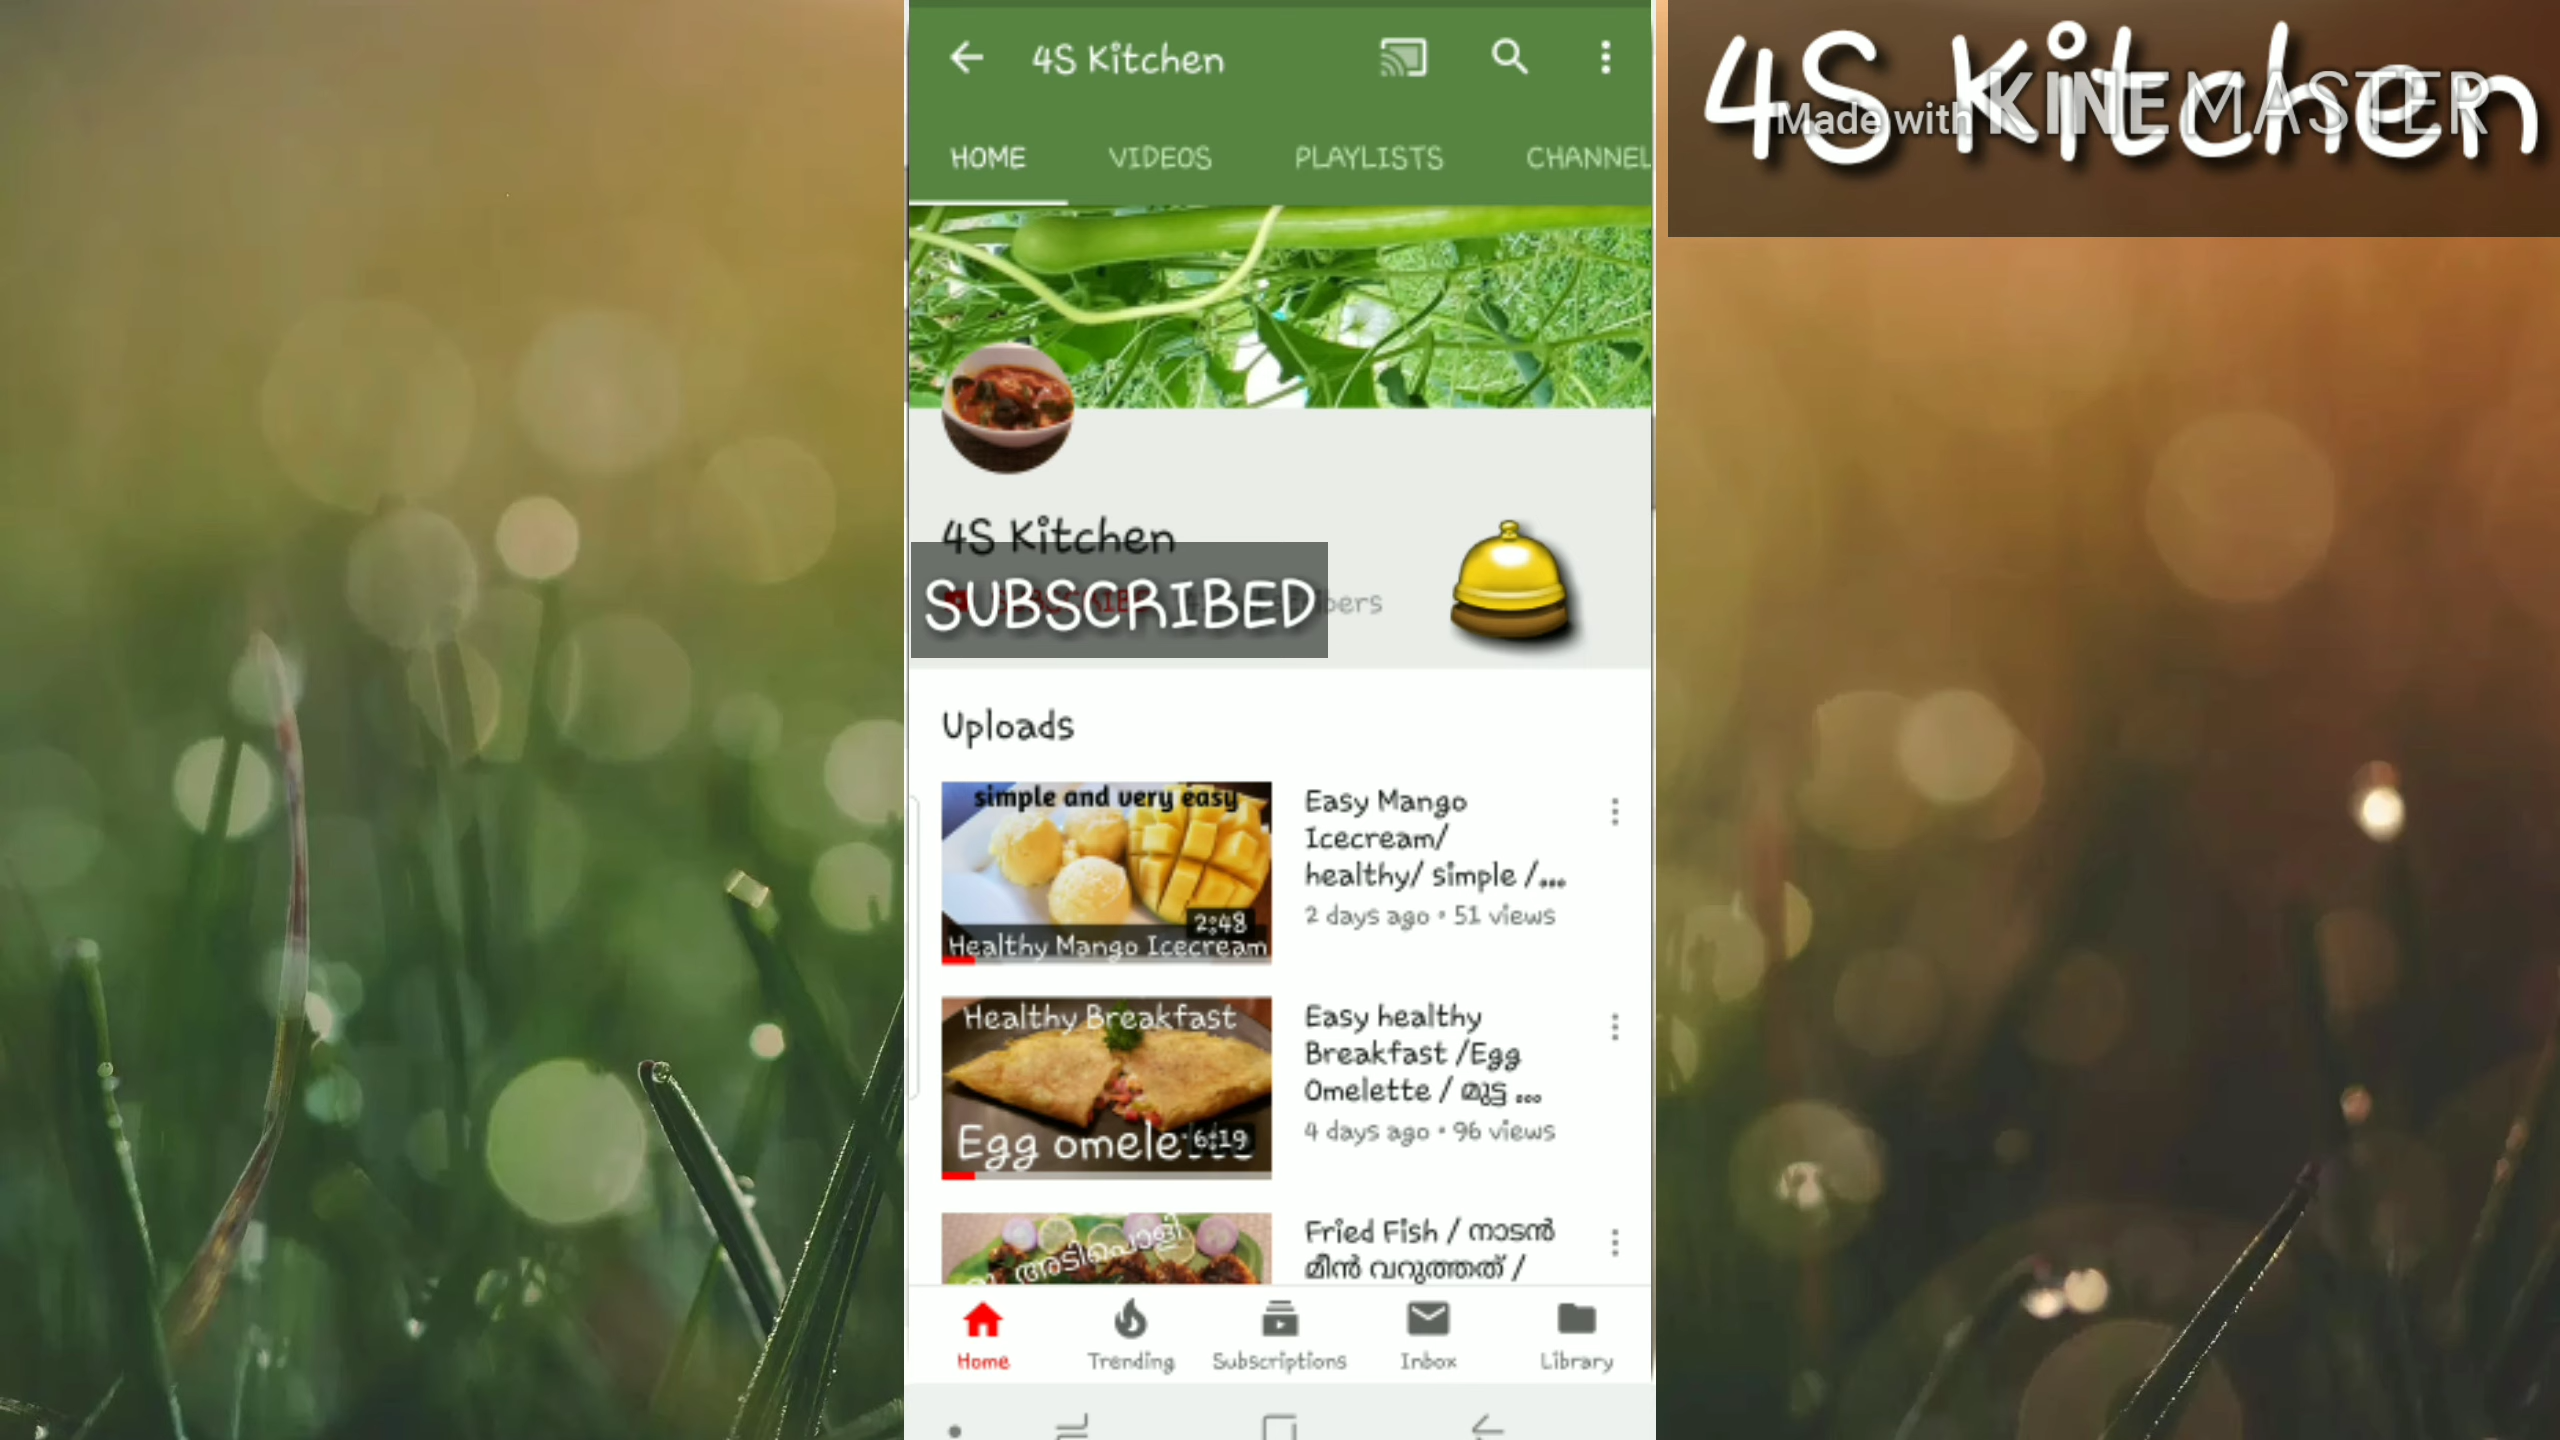 4S Kitchen
HOME VIDEOS PLAYLISTS CHANNEL
4S Kitchen
Made with KINEMASTER
4S Kitchen
SUBSCRIBED
Uploads
simple and very easy
2:48
Healthy Mango Icecream
Easy Mango
Icecream/
healthy/ simple /...
2 days ago • 51 views
Healthy Breakfast
Egg omele
6:19
Easy healthy
Breakfast /Egg
Omelette / മുട്ട ...
4 days ago • 96 views
അടിപൊളി
Fried Fish / നാടൻ
മീൻ വറുത്തത് /
Home Trending Subscriptions Inbox Library